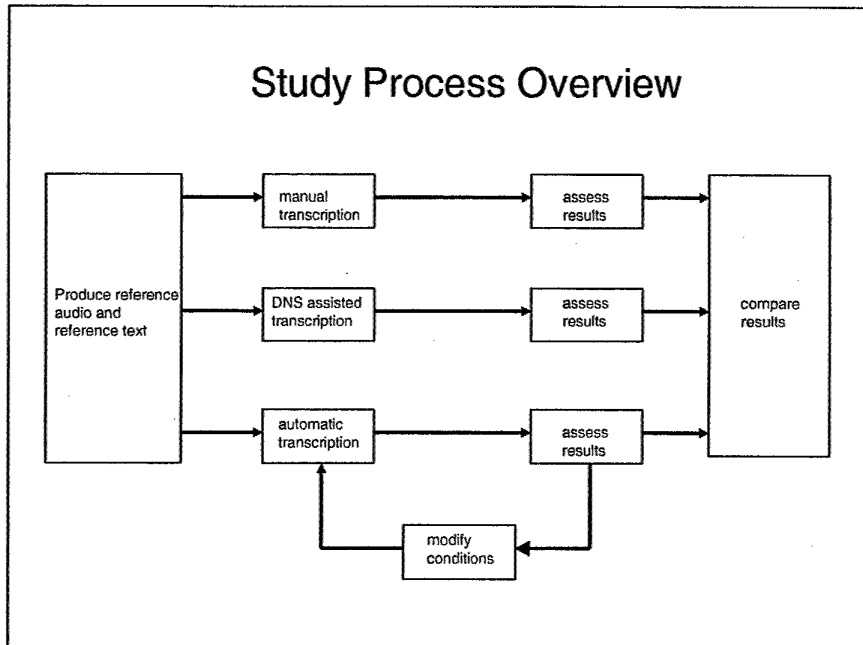 Study Process Overview
Produce reference
audio and
reference text
manual
transcription
assess
results
DNS assisted
transcription
assess
results
compare
results
automatic
transcription
assess
results
modify
conditions